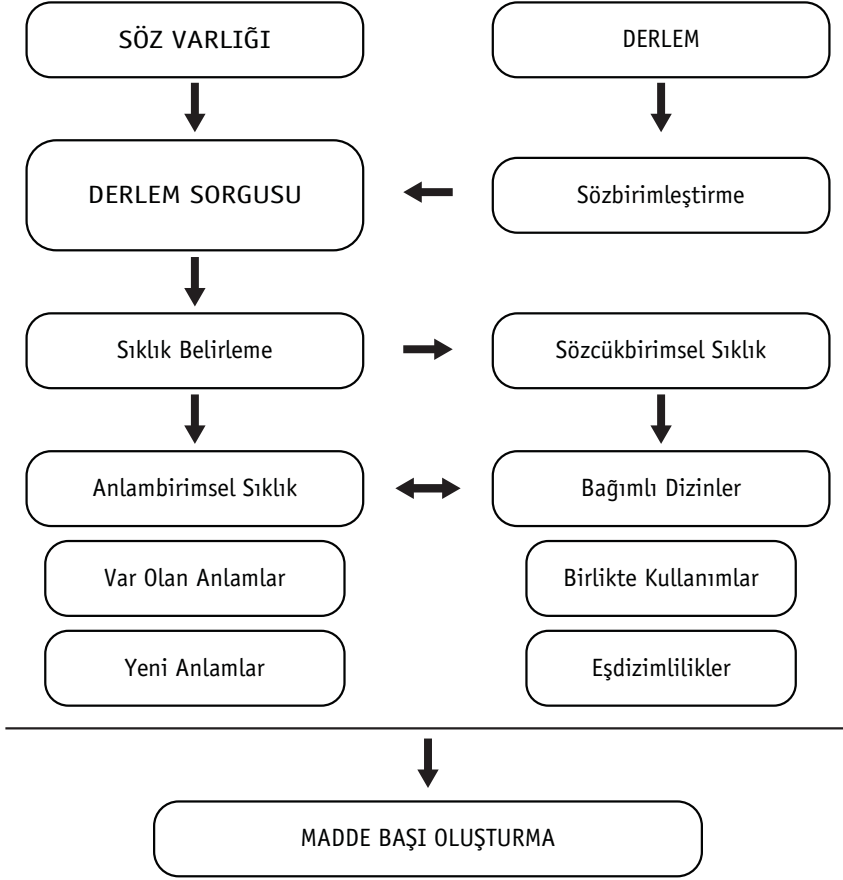 SÖZ VARLIĞI
DERLEM
DERLEM SORGUSU
Sözbirimleştirme
Sıklık Belirleme
Sözcükbirimsel Sıklık
Anlambirimsel Sıklık
Bağımlı Dizinler
Var Olan Anlamlar
Birlikte Kullanımlar
Yeni Anlamlar
Eşdizimlilikler
MADDE BAŞI OLUŞTURMA